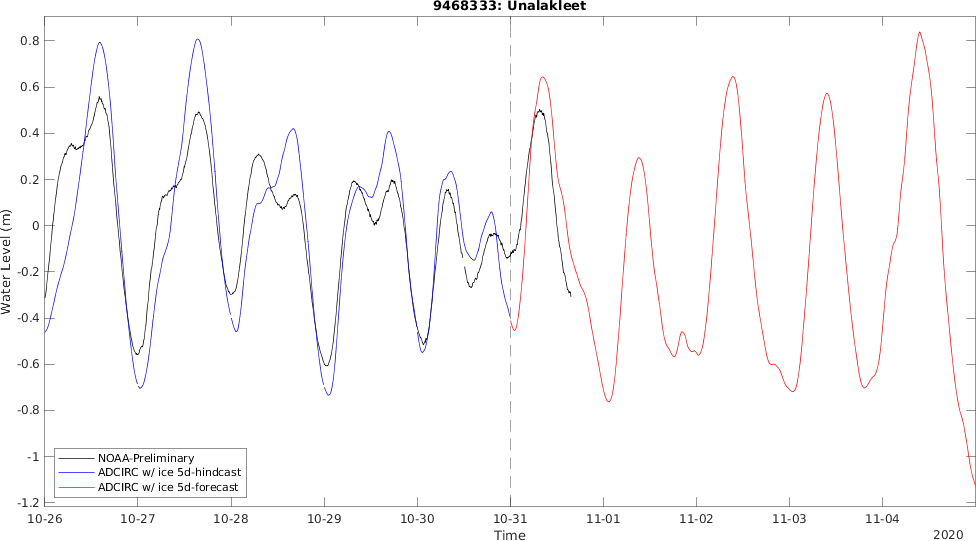 9468333: Unalakleet
0.8
0.6
0.4
0.2
0
-0.2
-0.4
-0.6
-0.8
-1
-1.2
Water Level (m)
NOAA-Preliminary
ADCIRC w/ ice 5d-hindcast
ADCIRC w/ ice 5d-forecast
10-26 10-27 10-28 10-29 10-30 10-31 11-01 11-02 11-03 11-04
Time
2020